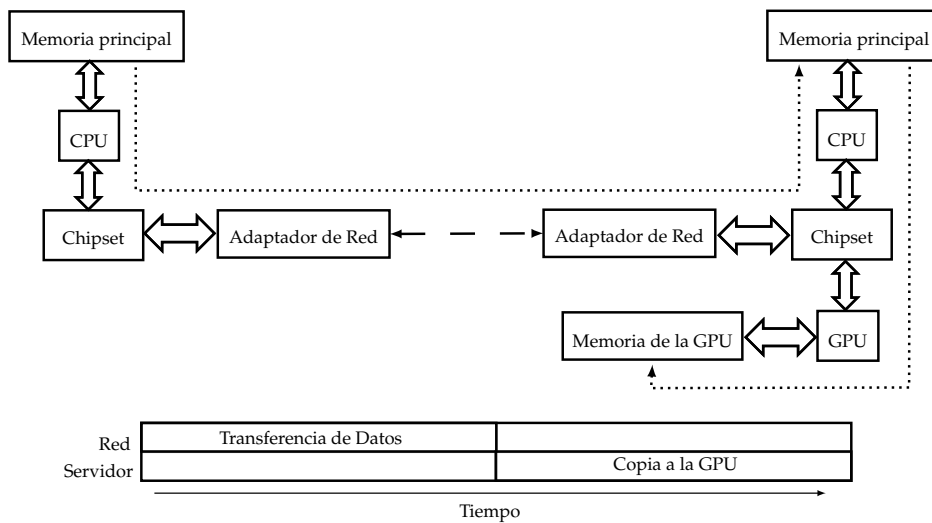 Memoria principal
Memoria principal
CPU
CPU
Chipset
Adaptador de Red
Adaptador de Red
Chipset
Memoria de la GPU
GPU
Red
Transferencia de Datos
Servidor
Copia a la GPU
Tiempo